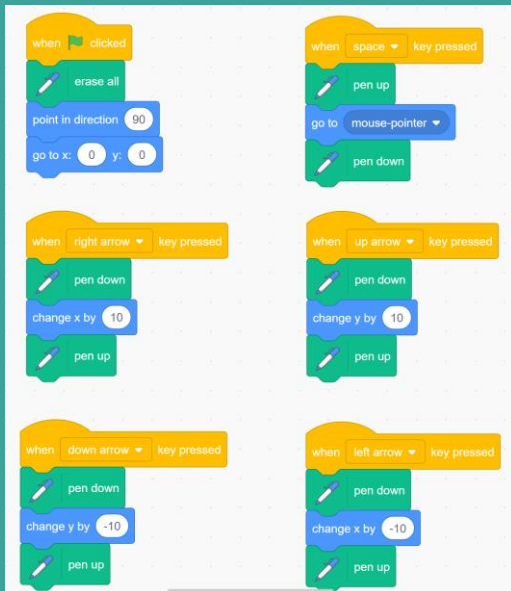 when clicked
erase all
point in direction 90
go to x: 0 y: 0
when space key pressed
pen up
go to mouse-pointer
pen down
when right arrow key pressed
pen down
change x by 10
pen up
when up arrow key pressed
pen down
change y by 10
pen up
when down arrow key pressed
pen down
change y by -10
pen up
when left arrow key pressed
pen down
change x by -10
pen up